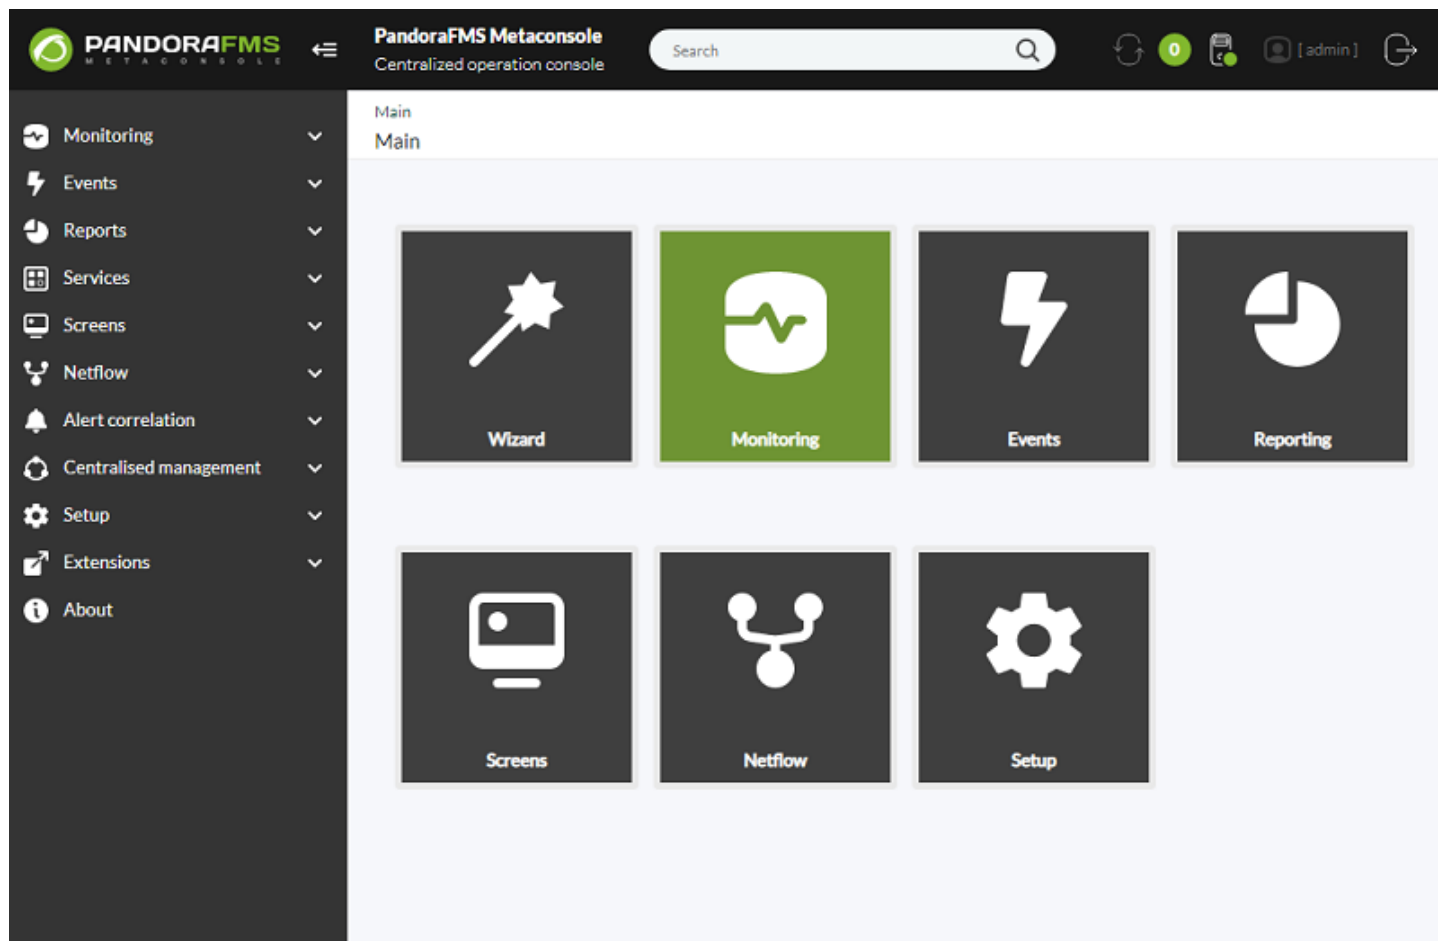 PANDORAFMS
METACONSOLE
PandoraFMS Metaconsole
Centralized operation console
Search
0
[ admin ]
Main
Main
Monitoring
Events
Reports
Services
Screens
Netflow
Alert correlation
Centralised management
Setup
Extensions
About
Wizard
Monitoring
Events
Reporting
Screens
Netflow
Setup